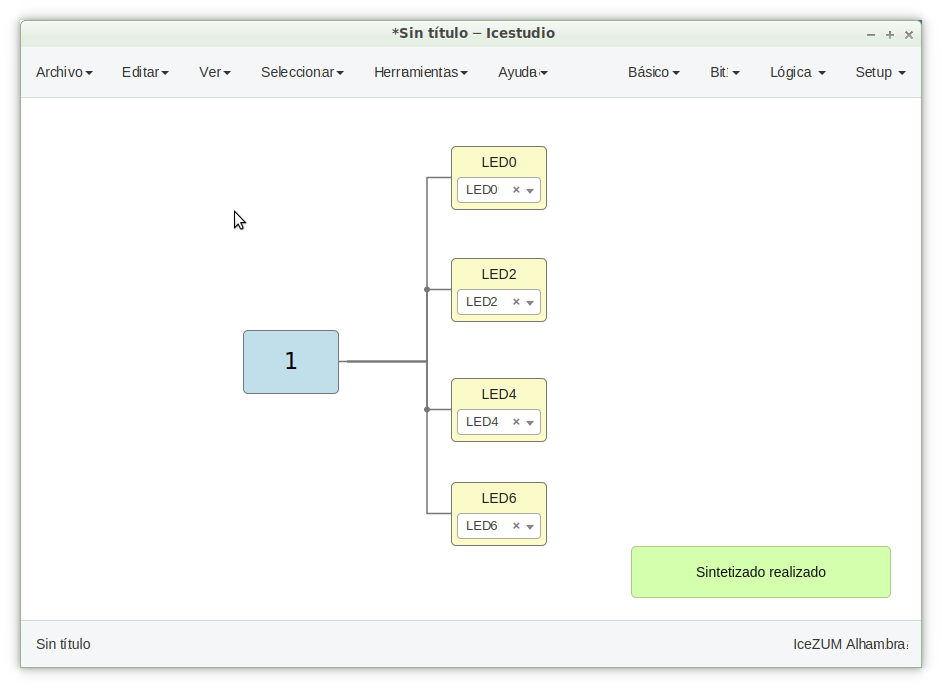 *Sin título – Icestudio
Archivo Editar Ver Seleccionar Herramientas Ayuda Básico Bit Lógica Setup
LED0
LED0
LED2
LED2
1
LED4
LED4
LED6
LED6
Sintetizado realizado
Sin título IceZUM Alhambra